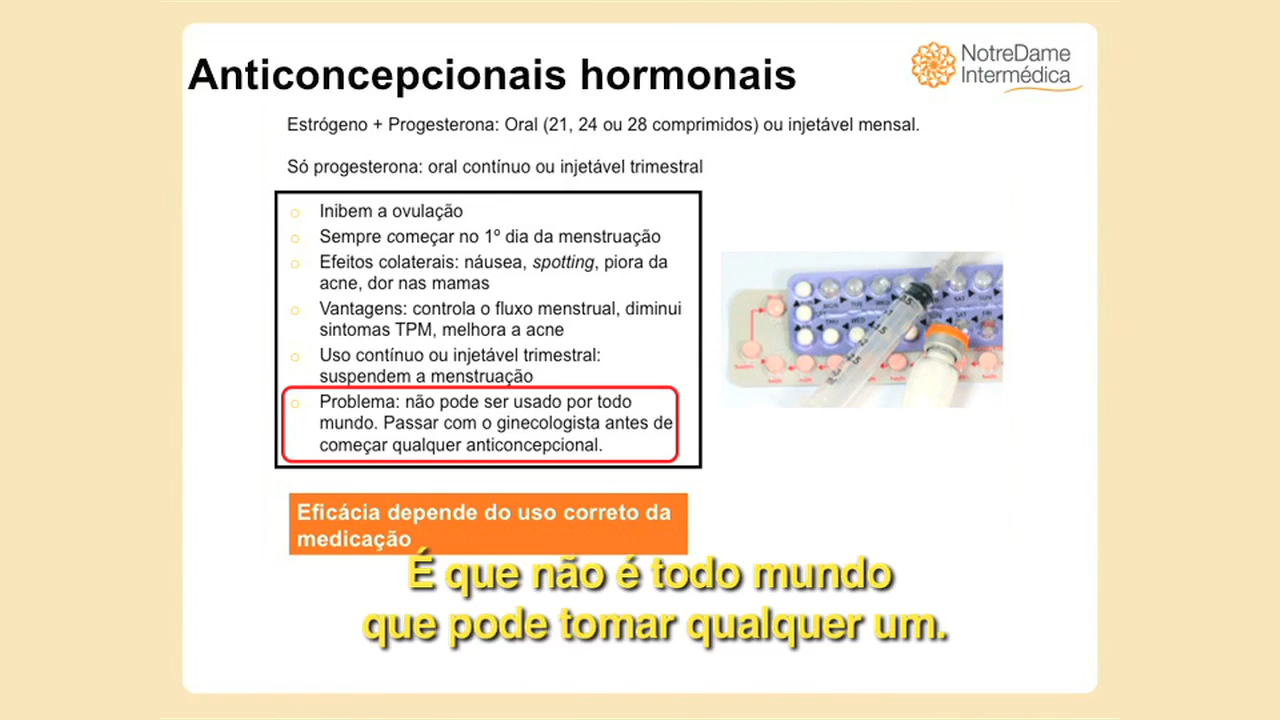 Anticoncepcionais hormonais
NotreDame
Intermédica
Estrógeno + Progesterona: Oral (21, 24 ou 28 comprimidos) ou injetável mensal.
Só progesterona: oral contínuo ou injetável trimestral
Inibem a ovulação
Sempre começar no 1º dia da menstruação
Efeitos colaterais: náusea, spotting, piora da
acne, dor nas mamas
Vantagens: controla o fluxo menstrual, diminui
sintomas TPM, melhora a acne
Uso contínuo ou injetável trimestral:
suspendem a menstruação
Problema: não pode ser usado por todo
mundo. Passar com o ginecologista antes de
começar qualquer anticoncepcional.
Eficácia depende do uso correto da
medicação
É que não é todo mundo
que pode tomar qualquer um.